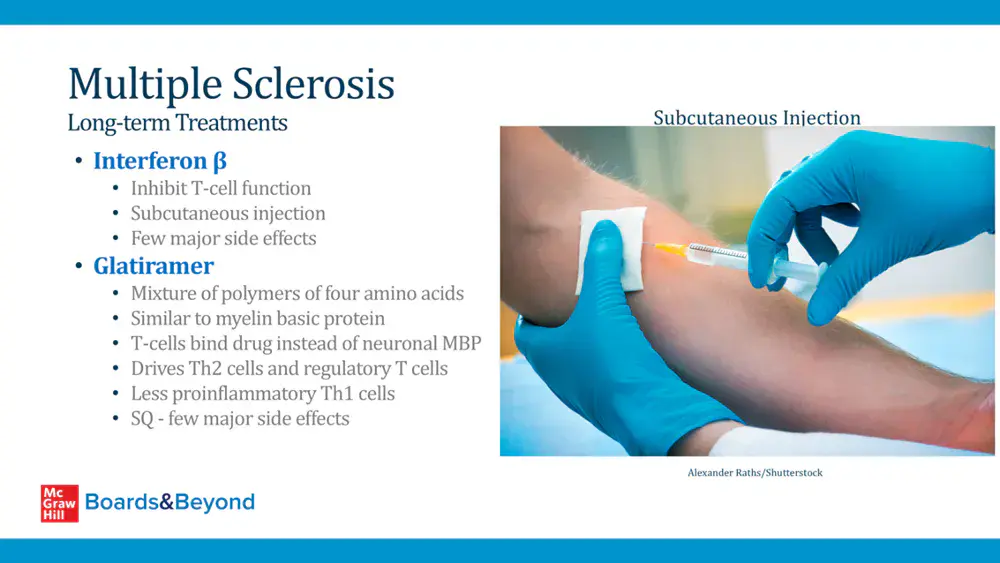 Multiple Sclerosis
Long-term Treatments
• Interferon β
• Inhibit T-cell function
• Subcutaneous injection
• Few major side effects
• Glatiramer
• Mixture of polymers of four amino acids
• Similar to myelin basic protein
• T-cells bind drug instead of neuronal MBP
• Drives Th2 cells and regulatory T cells
• Less proinflammatory Th1 cells
• SQ - few major side effects
Subcutaneous Injection
Alexander Raths/Shutterstock
Mc
Graw
Hill
Boards&Beyond